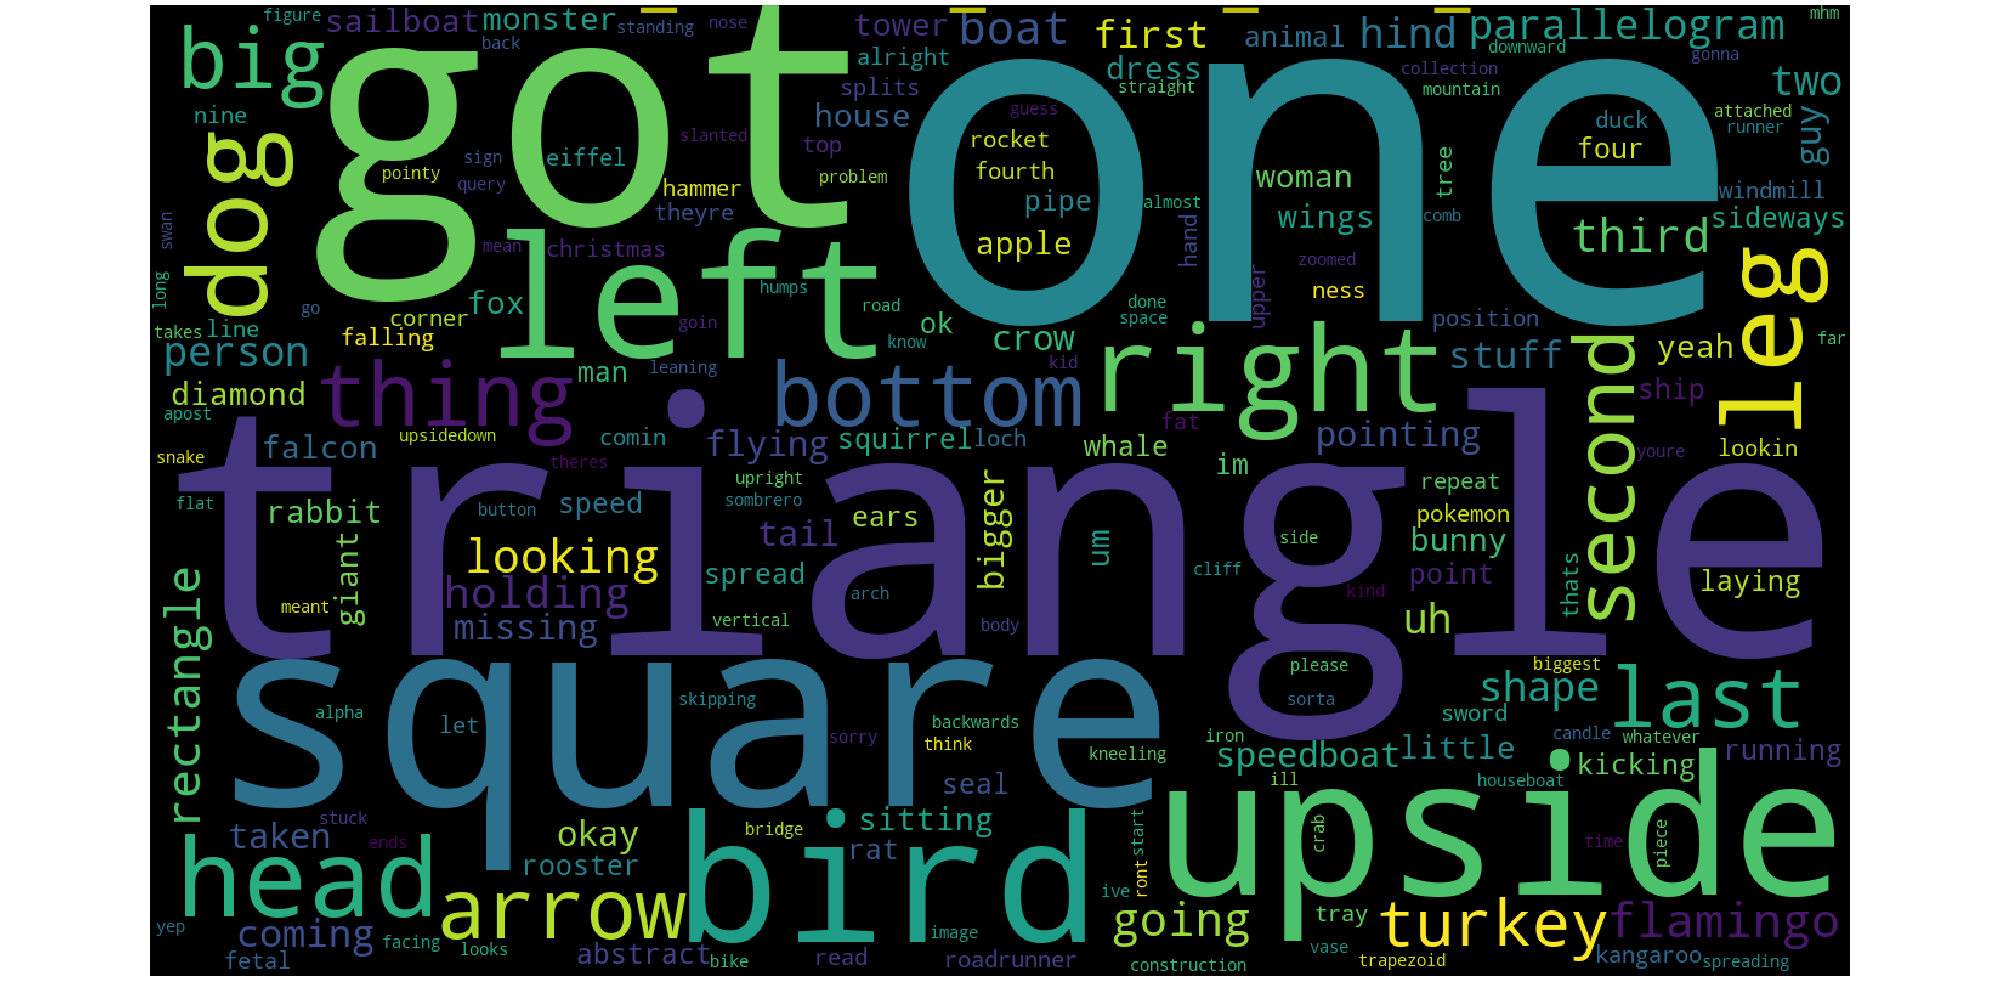 figure sailboat monster standing nose tower boat first animal hind parallelogram mhm
big got back alright one dress straight splits house downward collection mountain gonna two
nine dog slanted guess rocket duck attached runner guy
pointy sign query eiffel hammer theyre top problem fourth pipe apple almost woman wings hand four tree comb windmill sideways
swan long mean christmas left humps road zoomed ness upper third leg
takes line go corner falling fox goin know ok crow done space position
person diamond thing man leaning bottom kid right stuff second yeah ship far
apost falcon upsidedown comin flying squirrel loch whale fat im pointing lookin youre
snake flat triangle theres upright sombrero bigger um side repeat pokemon
rabbit giant button speed tail ears bunny point
rectangle meant looking holding missing spread vertical arch body cliff kind uh thats laying
square please sorta biggest shape last
alpha let skipping sorry backwards think kneeling iron speedboat sword little candle whatever running
seal ill houseboat kicking upside
stuck taken ends head okay rooster bridge bird sitting rat start ront ive crab time piece
yep coming fetal facing arrow looks abstract bike read image roadrunner going construction tray vase turkey trapezoid flamingo kangaroo spreading